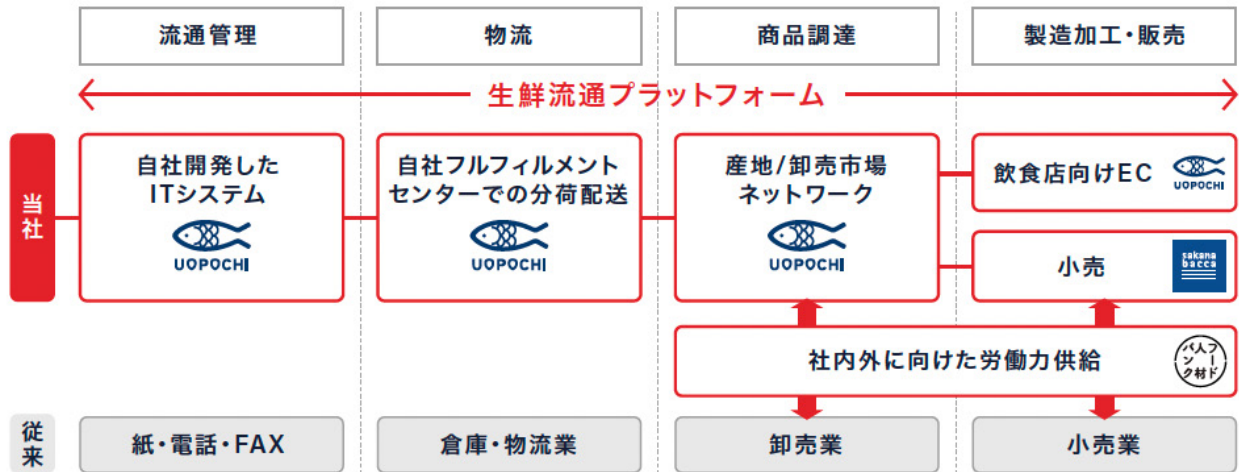 流通管理
物流
商品調達
製造加工・販売
生鮮流通プラットフォーム
当社
自社開発した
ITシステム
UOPOCHI
自社フルフィルメント
センターでの分荷配送
UOPOCHI
産地/卸売市場
ネットワーク
UOPOCHI
飲食店向けEC
UOPOCHI
小売
sakana
bacca
社内外に向けた労働力供給
フード
人材
バンク
従来
紙・電話・FAX
倉庫・物流業
卸売業
小売業